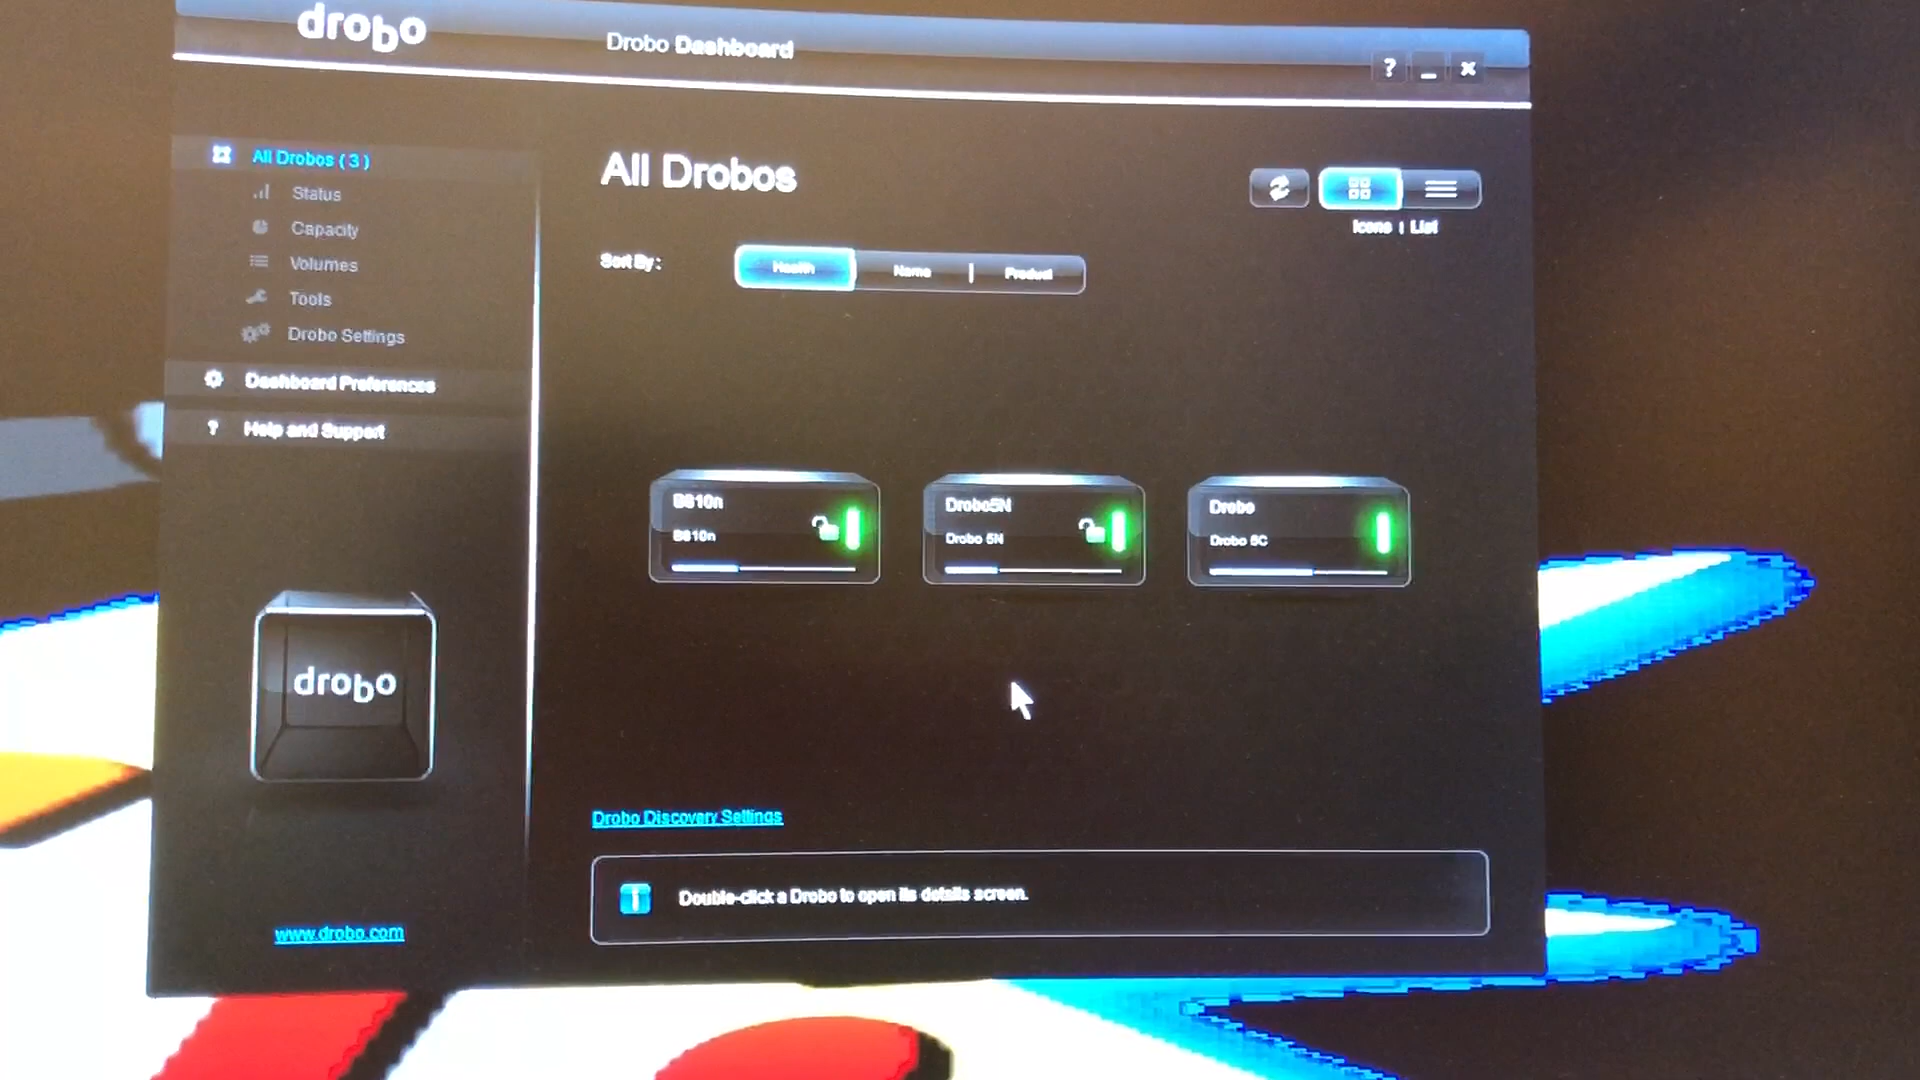 drobo
Drobo Dashboard
? _ x
All Drobos ( 3 )
Status
Capacity
Volumes
Tools
Drobo Settings
Dashboard Preferences
? Help and Support
All Drobos
Icons | List
Sort By :
Health Name | Product
B810n
B810n
Drobo5N
Drobo 5N
Drobo
Drobo 5C
drobo
Drobo Discovery Settings
i Double-click a Drobo to open its details screen.
www.drobo.com